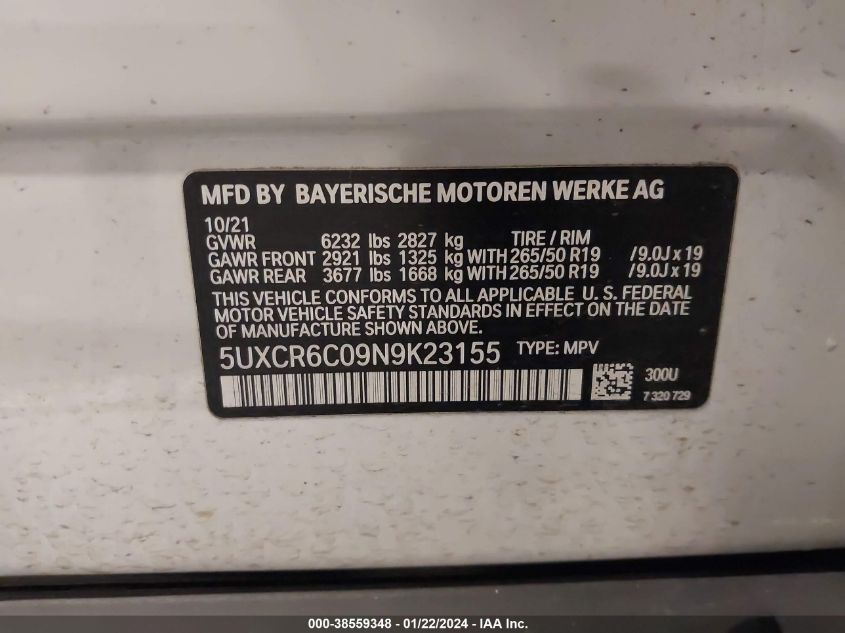 MFD BY BAYERISCHE MOTOREN WERKE AG
10/21
GVWR 6232 lbs 2827 kg TIRE / RIM
GAWR FRONT 2921 lbs 1325 kg WITH 265/50 R19 /9.0J x 19
GAWR REAR 3677 lbs 1668 kg WITH 265/50 R19 /9.0J x 19
THIS VEHICLE CONFORMS TO ALL APPLICABLE U. S. FEDERAL
MOTOR VEHICLE SAFETY STANDARDS IN EFFECT ON THE DATE
OF MANUFACTURE SHOWN ABOVE.
5UXCR6C09N9K23155 TYPE: MPV
300U
7 320 729
000-38559348 - 01/22/2024 - IAA Inc.